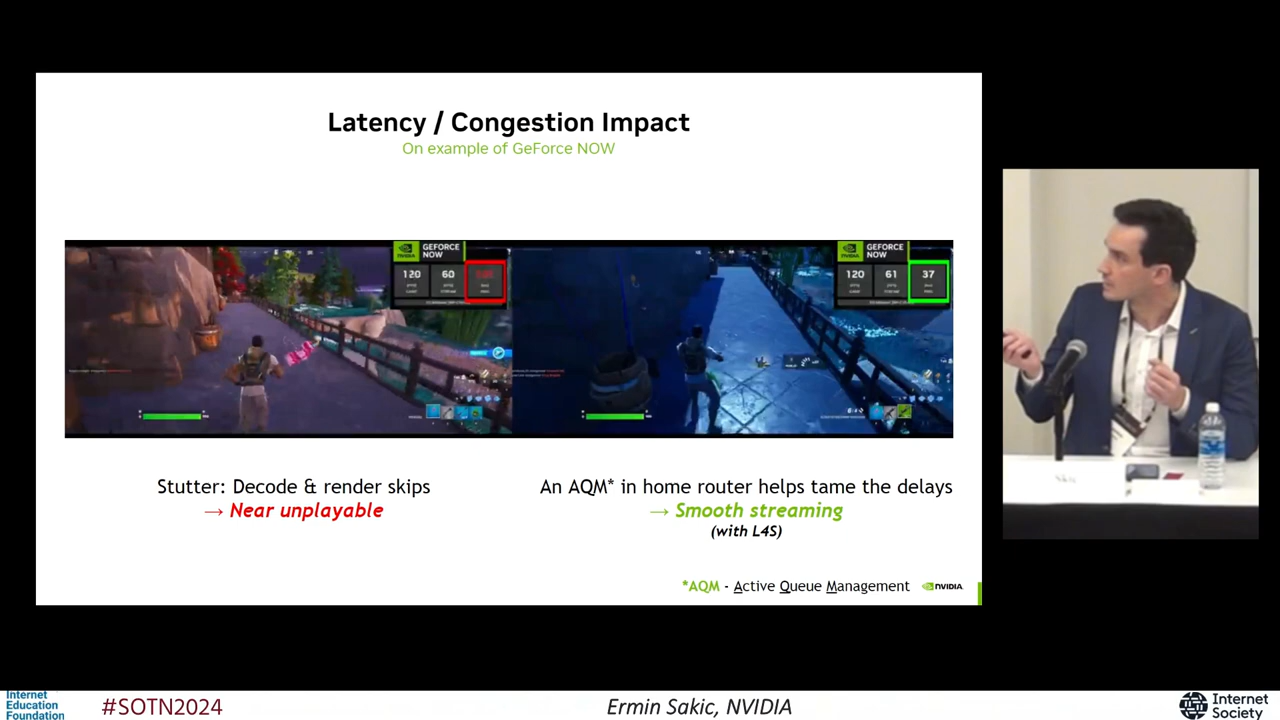 Latency / Congestion Impact
On example of GeForce NOW
NVIDIA
GEFORCE
NOW
120
60
NVIDIA
GEFORCE
NOW
120
61
37
Stutter: Decode & render skips
→ Near unplayable
An AQM* in home router helps tame the delays
→ Smooth streaming
(with L4S)
*AQM - Active Queue Management
NVIDIA
Internet
Education
Foundation
#SOTN2024
Ermin Sakic, NVIDIA
Internet
Society